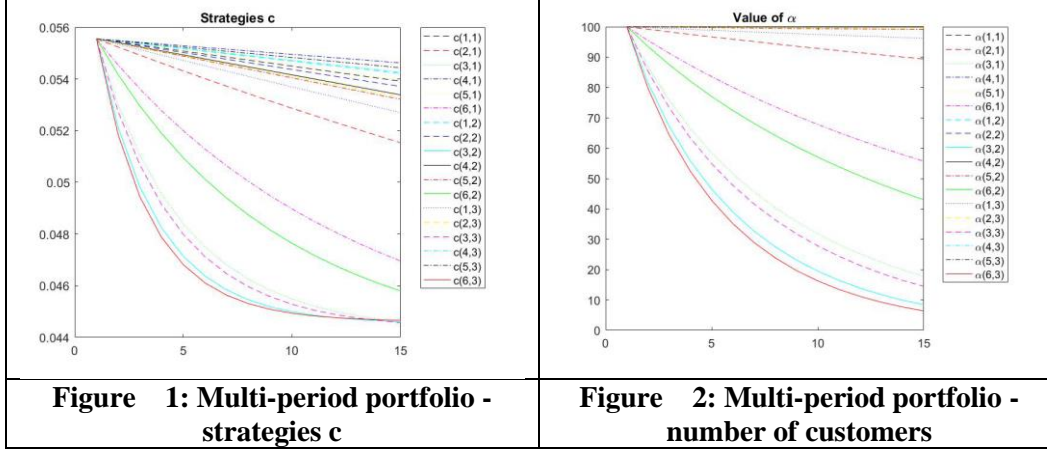 Strategies c
0.056
0.054
0.052
0.05
0.048
0.046
0.044
0
5
10
15
c(1,1)
c(2,1)
c(3,1)
c(4,1)
c(5,1)
c(6,1)
c(1,2)
c(2,2)
c(3,2)
c(4,2)
c(5,2)
c(6,2)
c(1,3)
c(2,3)
c(3,3)
c(4,3)
c(5,3)
c(6,3)
Value of α
100
90
80
70
60
50
40
30
20
10
0
0
5
10
15
α(1,1)
α(2,1)
α(3,1)
α(4,1)
α(5,1)
α(6,1)
α(1,2)
α(2,2)
α(3,2)
α(4,2)
α(5,2)
α(6,2)
α(1,3)
α(2,3)
α(3,3)
α(4,3)
α(5,3)
α(6,3)
Figure 1: Multi-period portfolio -
strategies c
Figure 2: Multi-period portfolio -
number of customers